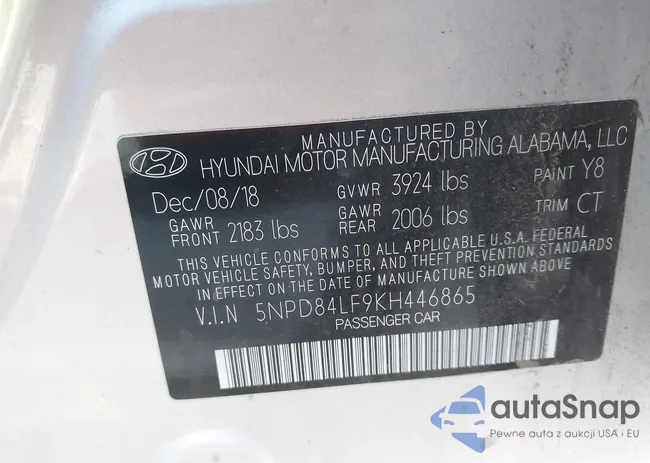 MANUFACTURED BY
HYUNDAI MOTOR MANUFACTURING ALABAMA, LLC
Dec/08/18 GVWR 3924 lbs PAINT Y8
GAWR FRONT 2183 lbs GAWR REAR 2006 lbs TRIM CT
THIS VEHICLE CONFORMS TO ALL APPLICABLE U.S.A. FEDERAL
MOTOR VEHICLE SAFETY, BUMPER, AND THEFT PREVENTION STANDARDS
IN EFFECT ON THE DATE OF MANUFACTURE SHOWN ABOVE.
V.I.N 5NPD84LF9KH446865
PASSENGER CAR
autaSnap
Pewne auta z aukcji USA i EU